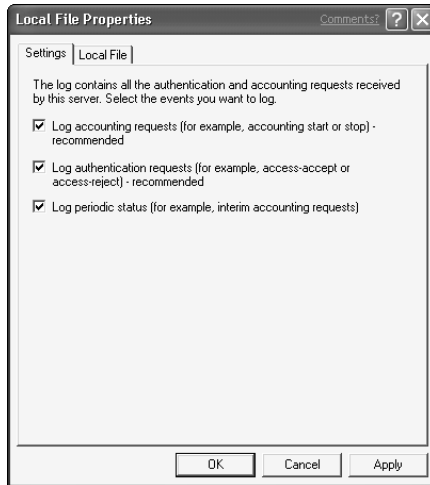 Local File Properties
Comments?
Settings
Local File
The log contains all the authentication and accounting requests received
by this server. Select the events you want to log.
Log accounting requests (for example, accounting start or stop) -
recommended
Log authentication requests (for example, access-accept or
access-reject) - recommended
Log periodic status (for example, interim accounting requests)
OK
Cancel
Apply